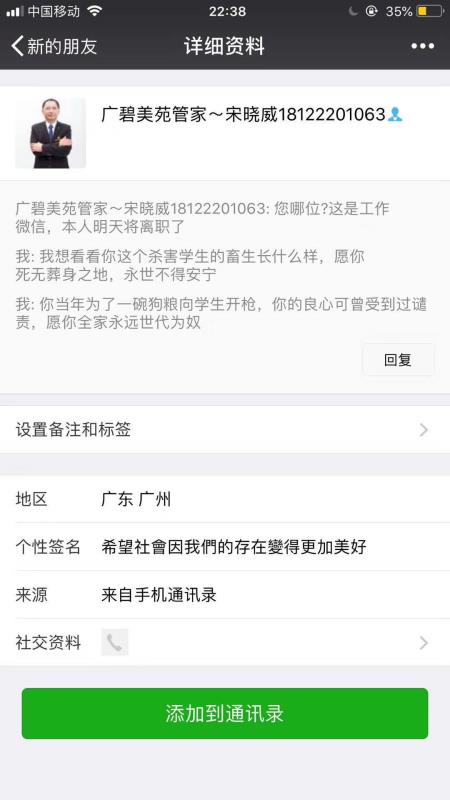 中国移动 22:38 35%
新的朋友 详细资料
广碧美苑管家～宋晓威18122201063
广碧美苑管家～宋晓威18122201063: 您哪位?这是工作
微信，本人明天将离职了
我: 我想看看你这个杀害学生的畜生长什么样，愿你
死无葬身之地，永世不得安宁
我: 你当年为了一碗狗粮向学生开枪，你的良心可曾受到过谴
责，愿你全家永远世代为奴
回复
设置备注和标签
地区 广东 广州
个性签名 希望社會因我們的存在變得更加美好
来源 来自手机通讯录
社交资料
添加到通讯录